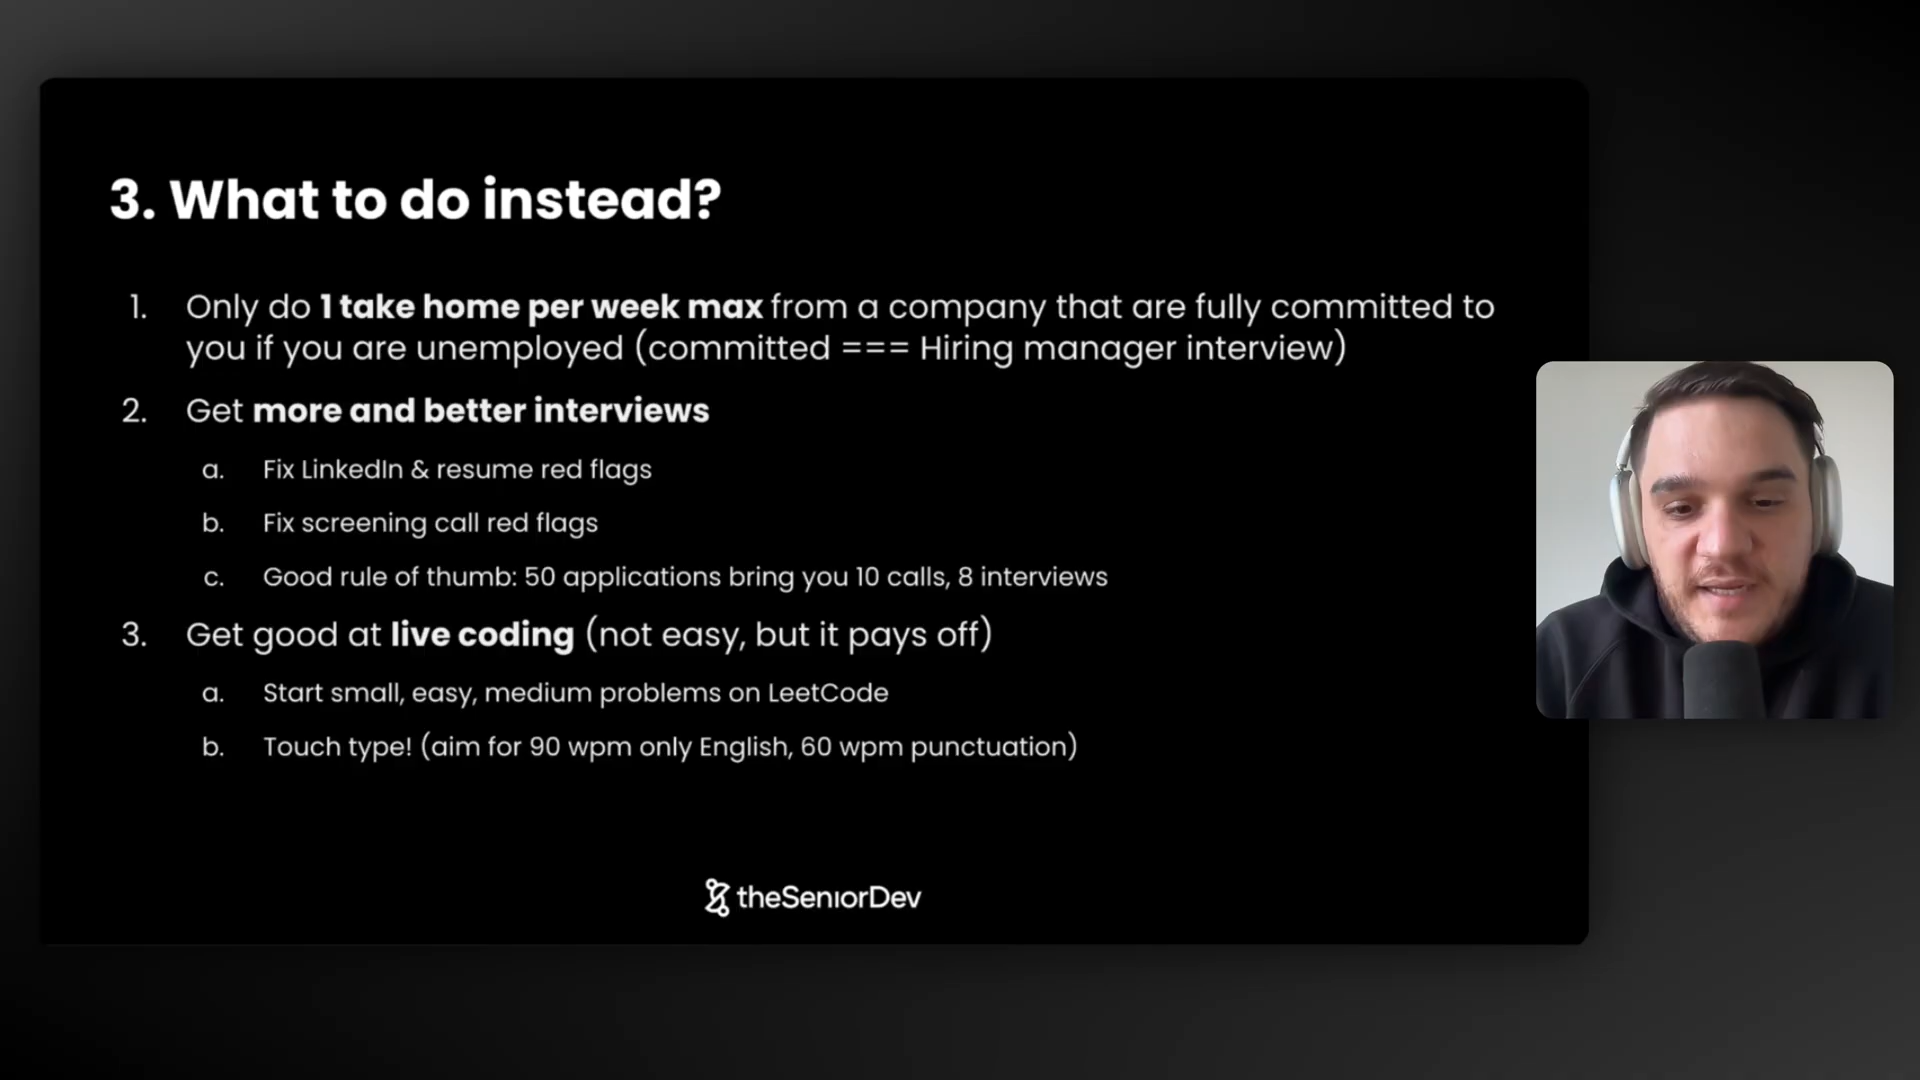 3. What to do instead?
1. Only do 1 take home per week max from a company that are fully committed to
you if you are unemployed (committed === Hiring manager interview)
2. Get more and better interviews
a. Fix LinkedIn & resume red flags
b. Fix screening call red flags
c. Good rule of thumb: 50 applications bring you 10 calls, 8 interviews
3. Get good at live coding (not easy, but it pays off)
a. Start small, easy, medium problems on LeetCode
b. Touch type! (aim for 90 wpm only English, 60 wpm punctuation)
theSeniorDev